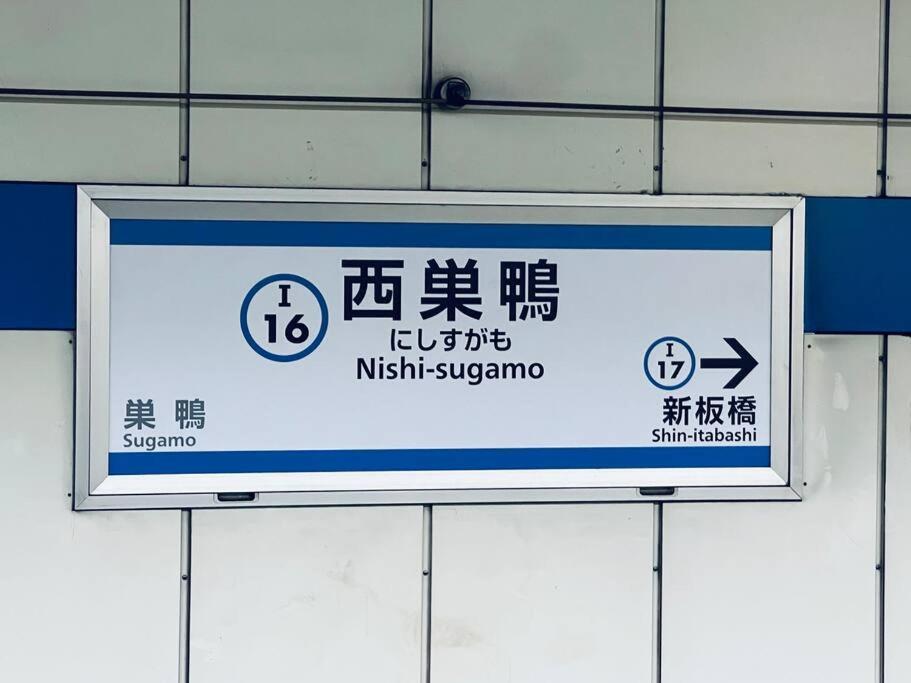 I
16
西巣鴨
にしすがも
Nishi-sugamo
巣鴨
Sugamo
I
17
→
新板橋
Shin-itabashi